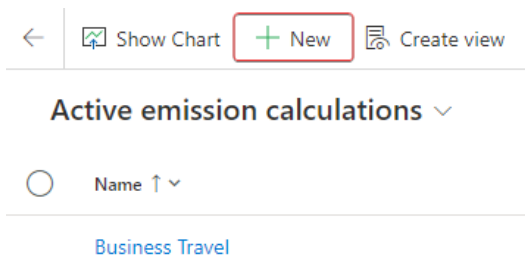 Show Chart New Create view
Active emission calculations
Name
Business Travel